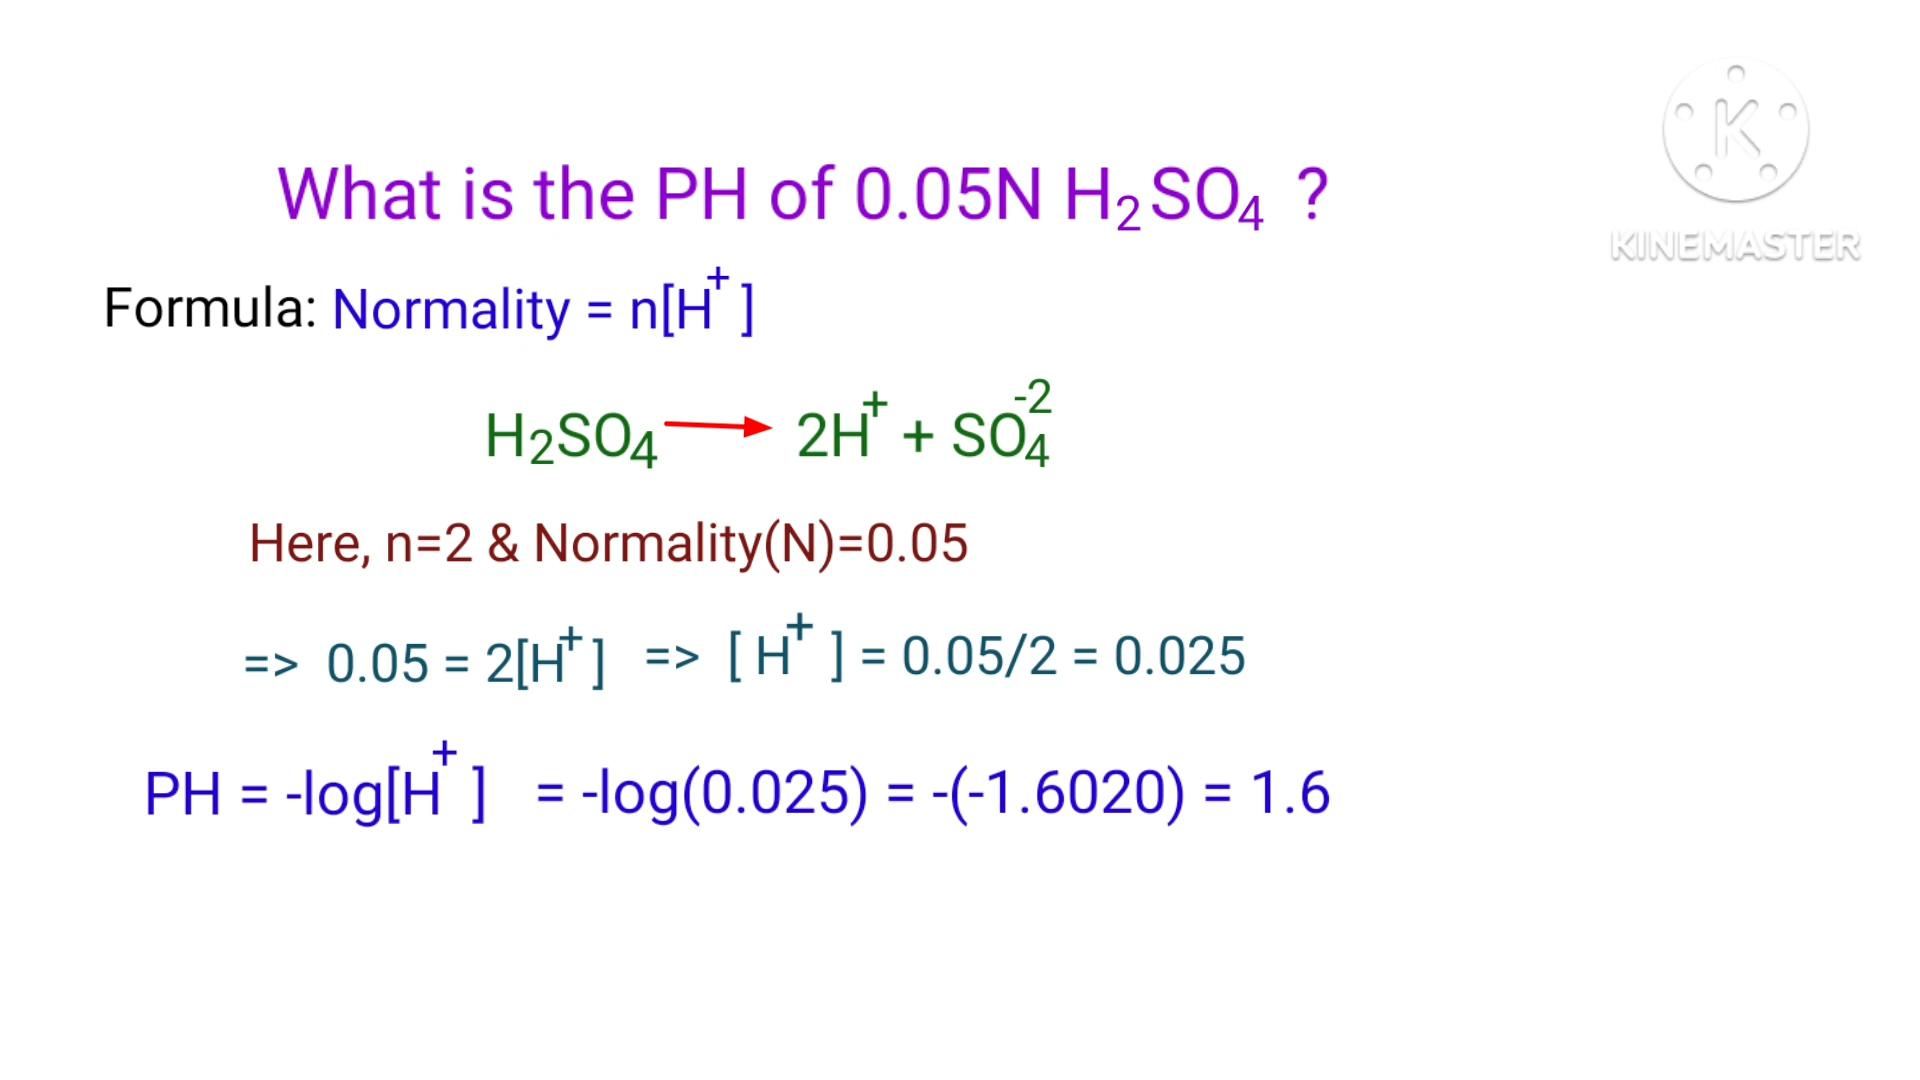 What is the PH of 0.05N H₂SO₄ ?
K
KINEMASTER
Formula: Normality = n[H⁺]
H₂SO₄ → 2H⁺ + SO₄⁻²
Here, n=2 & Normality(N)=0.05
=> 0.05 = 2[H⁺] => [ H⁺ ] = 0.05/2 = 0.025
PH = -log[H⁺ ] = -log(0.025) = -(-1.6020) = 1.6